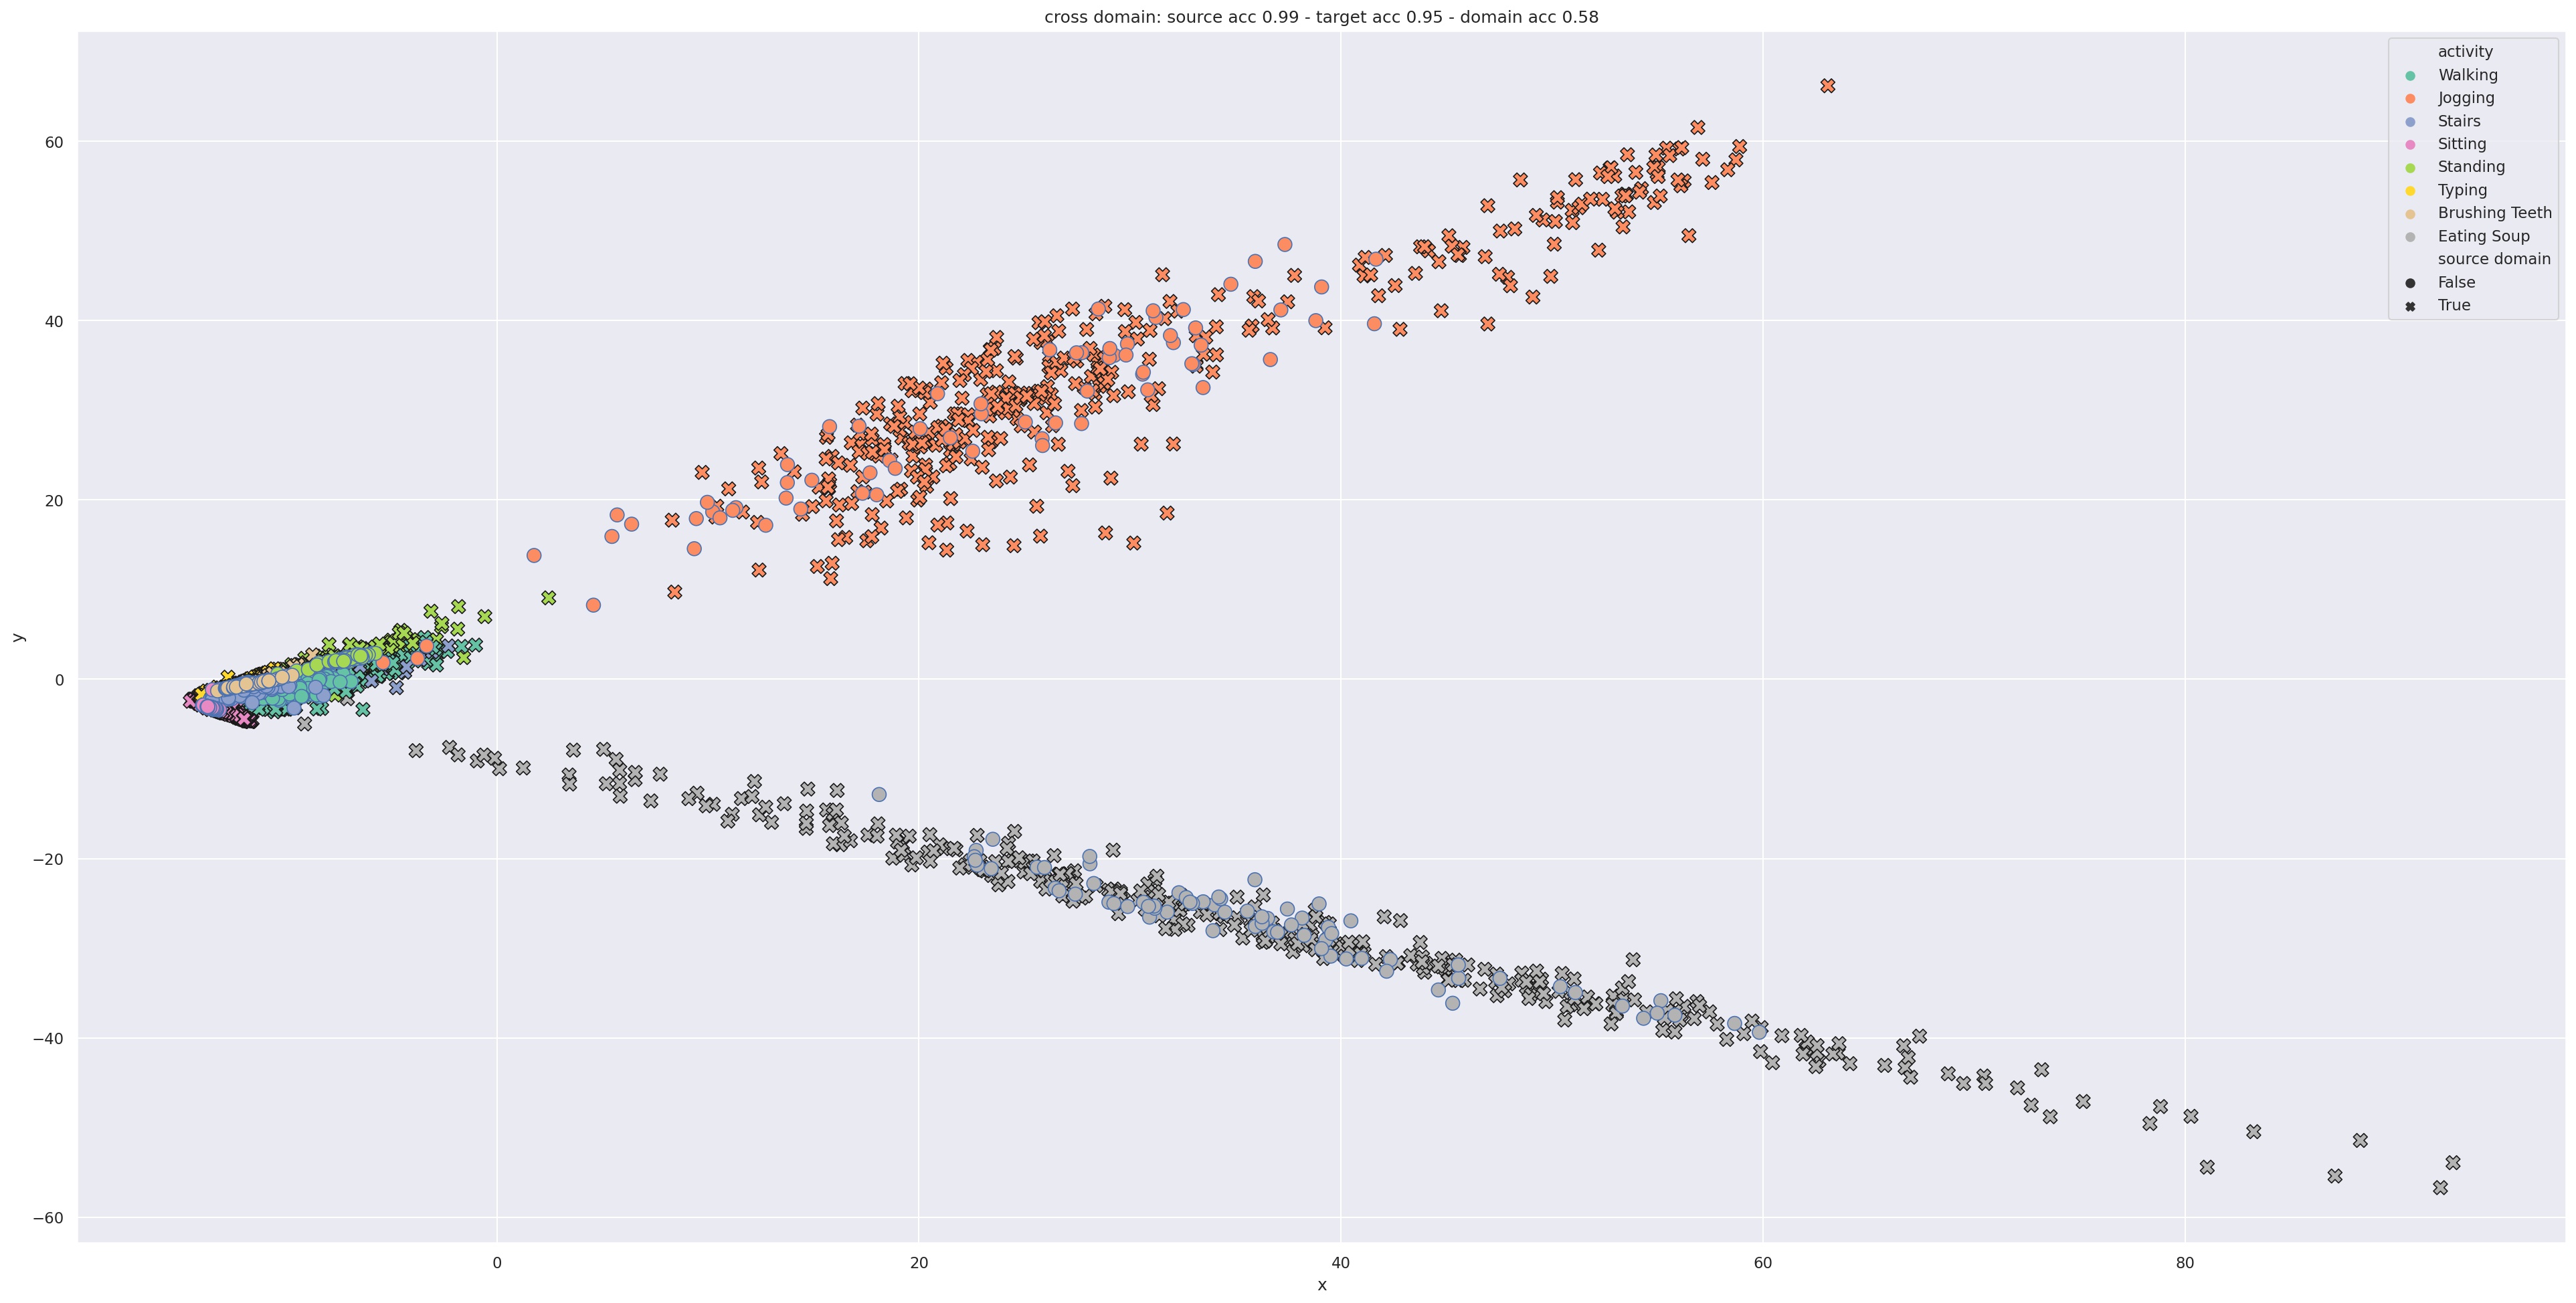 cross domain: source acc 0.99 - target acc 0.95 - domain acc 0.58
activity
Walking
Jogging
Stairs
Sitting
Standing
Typing
Brushing Teeth
Eating Soup
source domain
False
True
60
40
20
0
−20
−40
−60
y
0
20
40
60
80
x